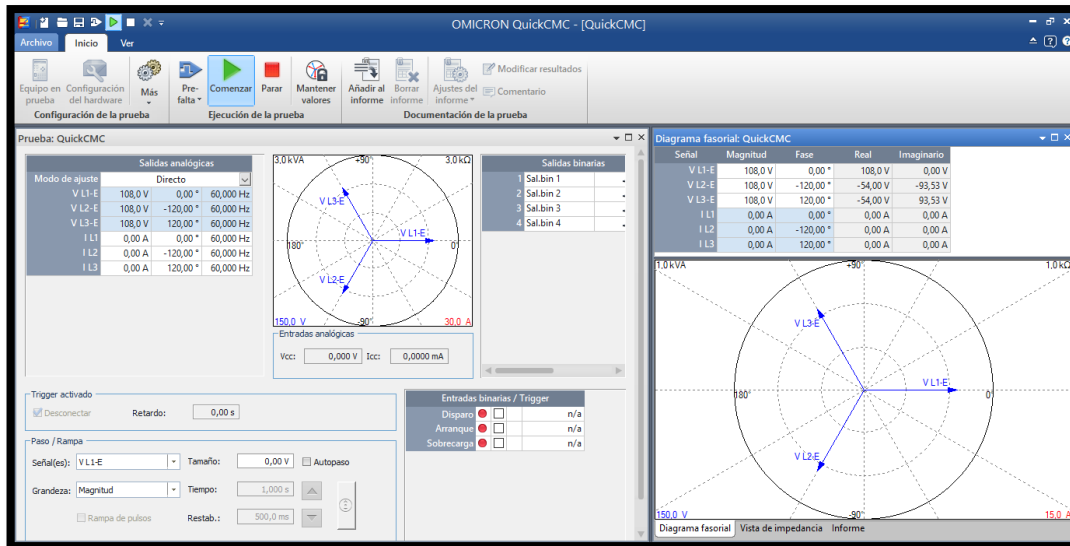 OMICRON QuickCMC - [QuickCMC]
Archivo Inicio Ver
Equipo en prueba
Configuración del hardware
Más
Pre-falta
Comenzar
Parar
Mantener valores
Añadir al informe
Borrar informe
Ajustes del informe
Modificar resultados
Comentario
Configuración de la prueba
Ejecución de la prueba
Documentación de la prueba
Prueba: QuickCMC
Salidas analógicas
Modo de ajuste Directo
V L1-E 108,0 V 0,00 ° 60,000 Hz
V L2-E 108,0 V -120,00 ° 60,000 Hz
V L3-E 108,0 V 120,00 ° 60,000 Hz
I L1 0,00 A 0,00 ° 60,000 Hz
I L2 0,00 A -120,00 ° 60,000 Hz
I L3 0,00 A 120,00 ° 60,000 Hz
3,0 kVA +90° 3,0 kΩ
V L3-E
V L1-E
180° 0°
V L2-E
150,0 V -90° 30,0 A
Entradas analógicas
Vcc: 0,000 V Icc: 0,0000 mA
Salidas binarias
1 Sal.bin 1
2 Sal.bin 2
3 Sal.bin 3
4 Sal.bin 4
Trigger activado
Desconectar Retardo: 0,00 s
Paso / Rampa
Señal(es): V L1-E Tamaño: 0,00 V Autopaso
Grandeza: Magnitud Tiempo: 1,000 s
Rampa de pulsos Restab.: 500,0 ms
Entradas binarias / Trigger
Disparo n/a
Arranque n/a
Sobrecarga n/a
Diagrama fasorial: QuickCMC
Señal Magnitud Fase Real Imaginario
V L1-E 108,0 V 0,00 ° 108,0 V 0,00 V
V L2-E 108,0 V -120,00 ° -54,00 V -93,53 V
V L3-E 108,0 V 120,00 ° -54,00 V 93,53 V
I L1 0,00 A 0,00 ° 0,00 A 0,00 A
I L2 0,00 A -120,00 ° 0,00 A 0,00 A
I L3 0,00 A 120,00 ° 0,00 A 0,00 A
1,0 kVA +90° 1,0 kΩ
V L3-E
V L1-E
180° 0°
V L2-E
150,0 V -90° 15,0 A
Diagrama fasorial Vista de impedancia Informe